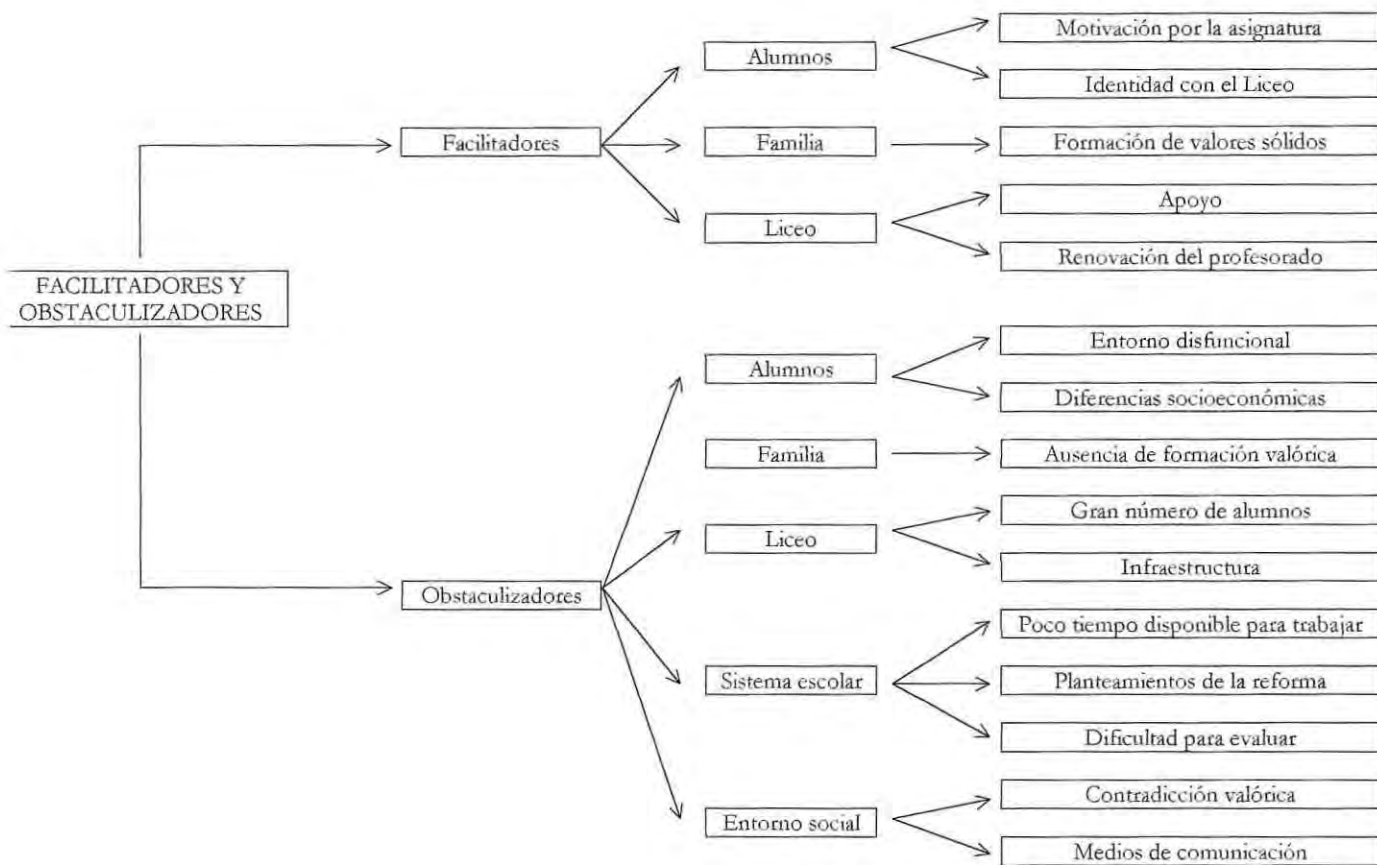 Motivación por la asignatura
Alumnos
Identidad con el Liceo
Facilitadores
Familia
Formación de valores sólidos
Apoyo
Liceo
Renovación del profesorado
FACILITADORES Y
OBSTACULIZADORES
Entorno disfuncional
Alumnos
Diferencias socioeconómicas
Familia
Ausencia de formación valórica
Gran número de alumnos
Liceo
Infraestructura
Obstaculizadores
Poco tiempo disponible para trabajar
Sistema escolar
Planteamientos de la reforma
Dificultad para evaluar
Contradicción valórica
Entorno social
Medios de comunicación